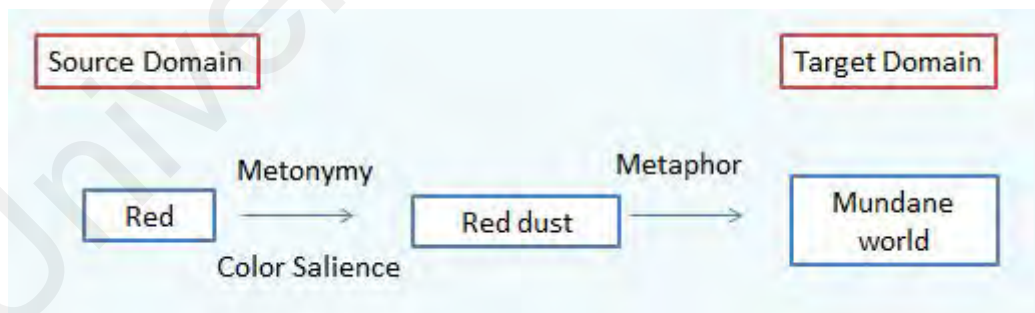 Source Domain
Target Domain
Metonymy
Metaphor
Red
Red dust
Mundane
world
Color Salience